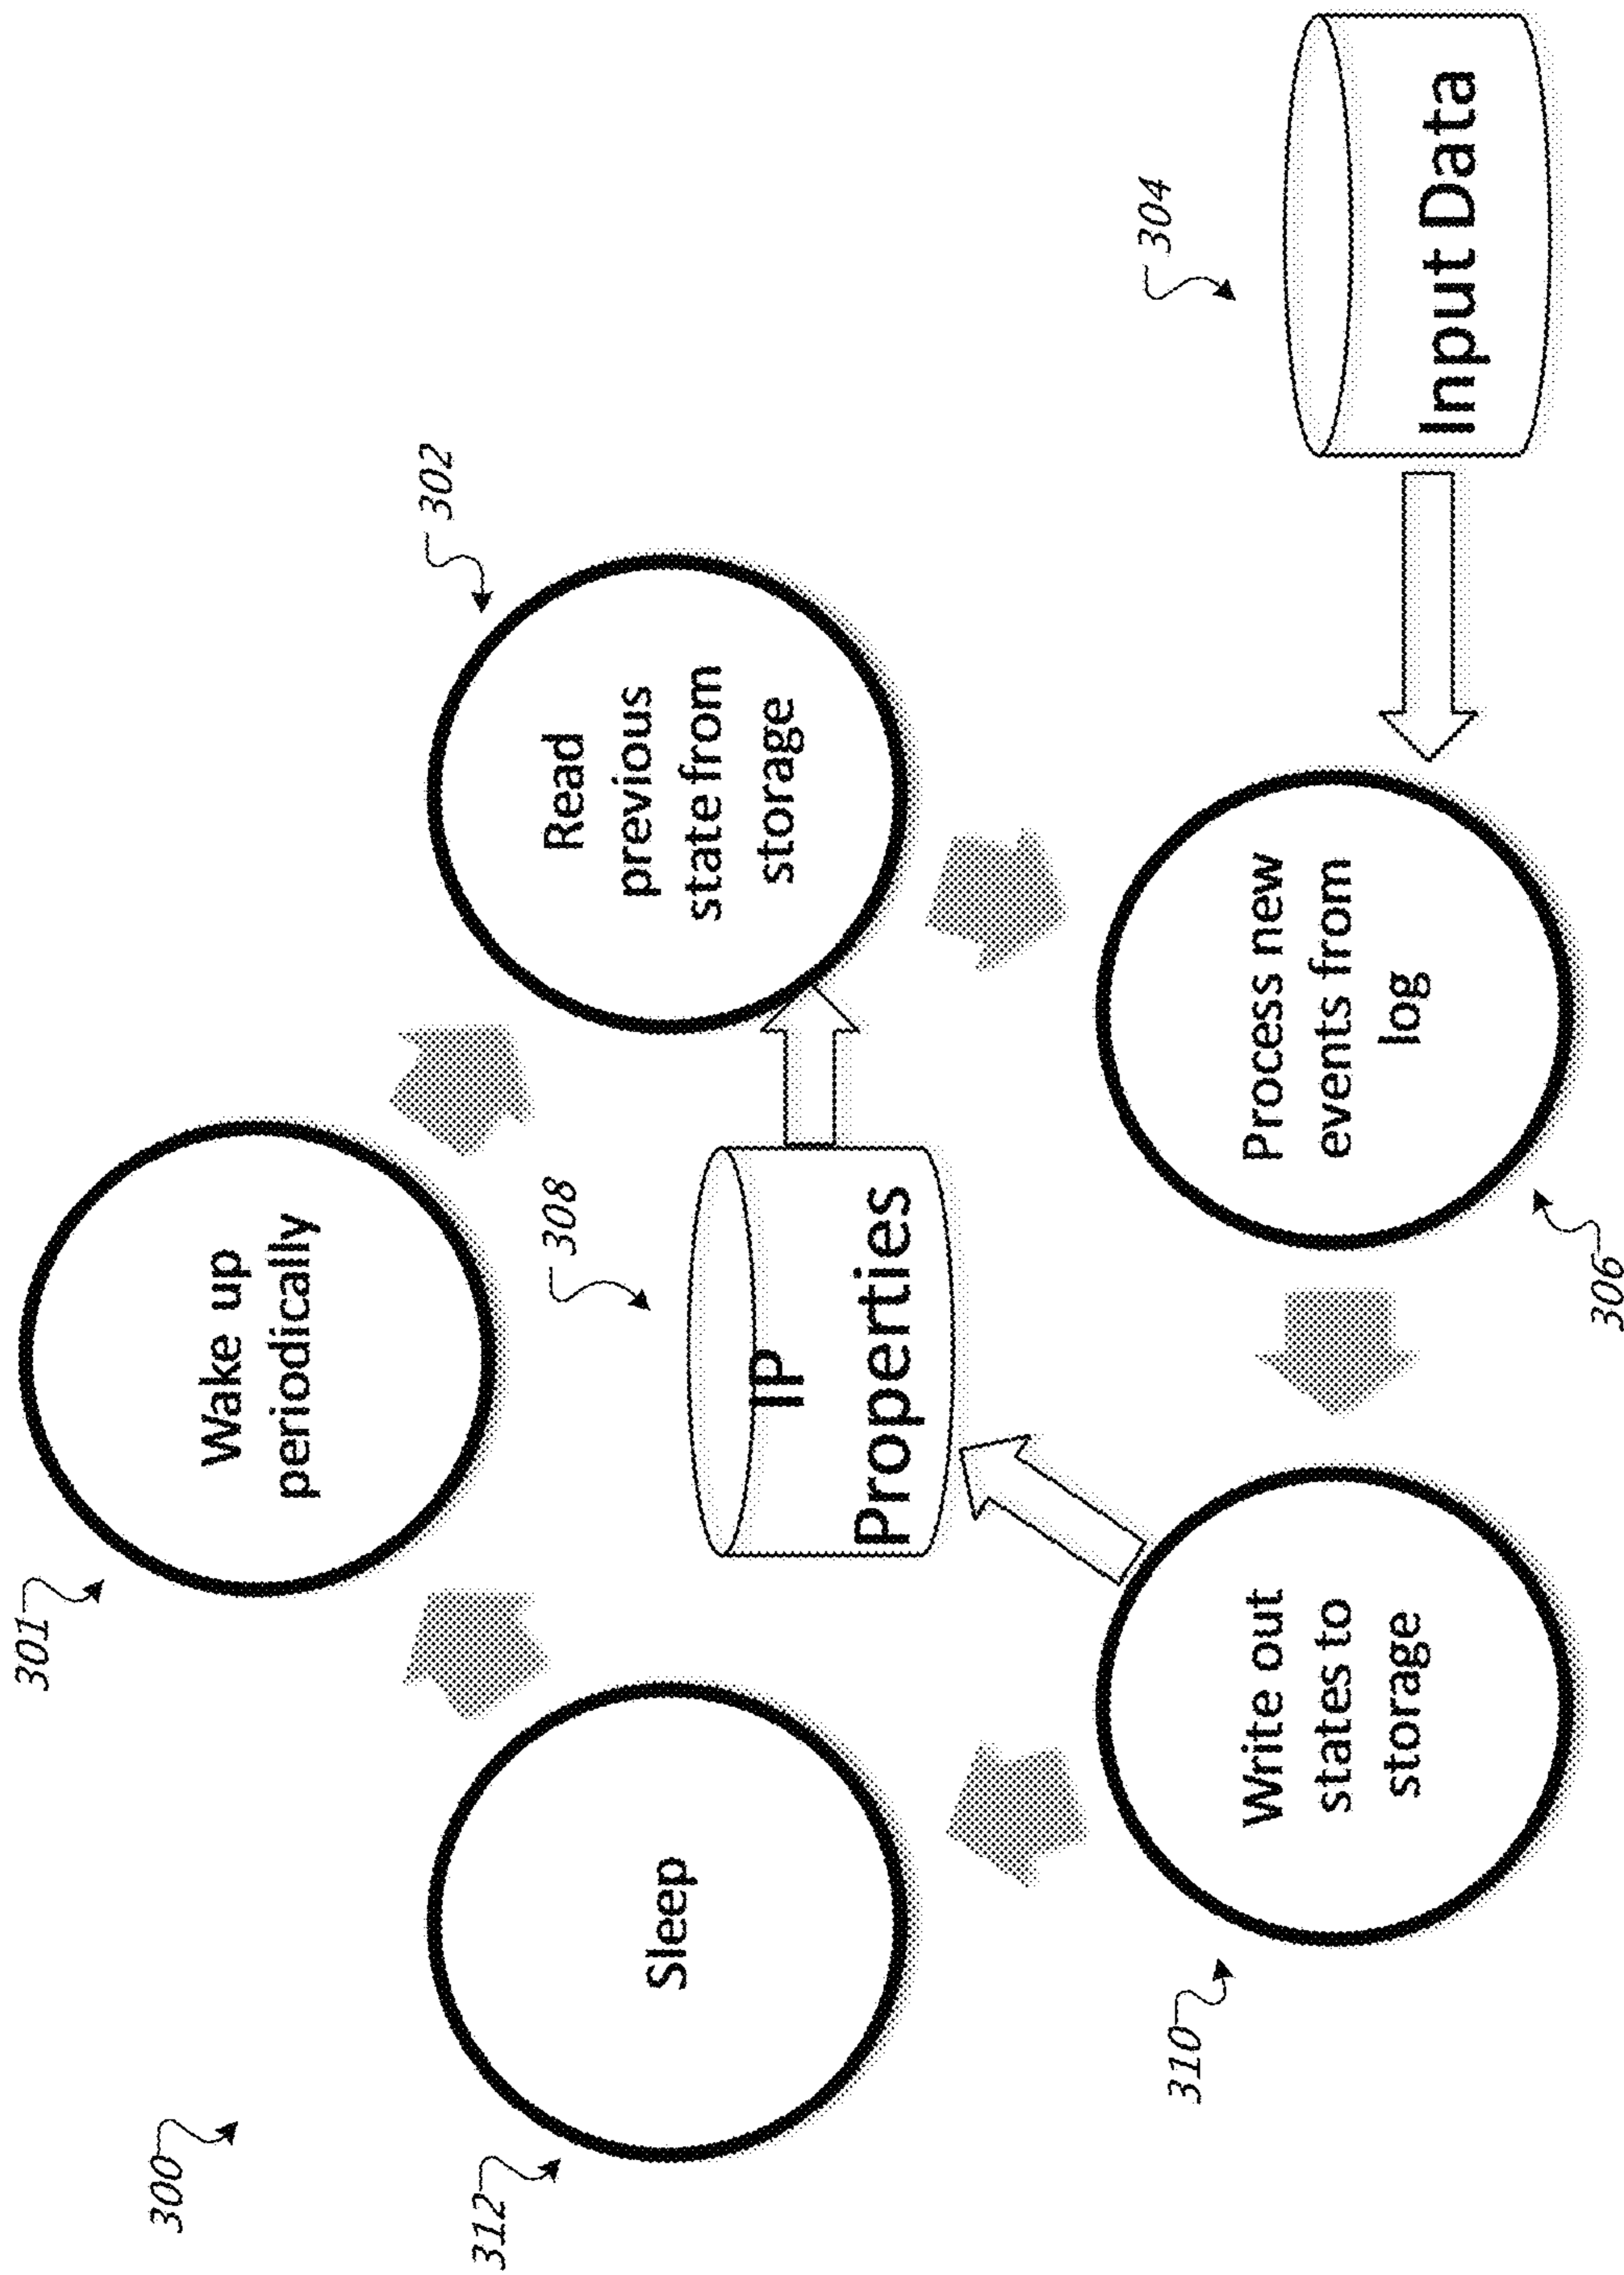 300
301
Wake up
periodically
302
Read
previous
state from
storage
312
Sleep
308
IP
Properties
304
Input Data
310
Write out
states to
storage
Process new
events from
log
306